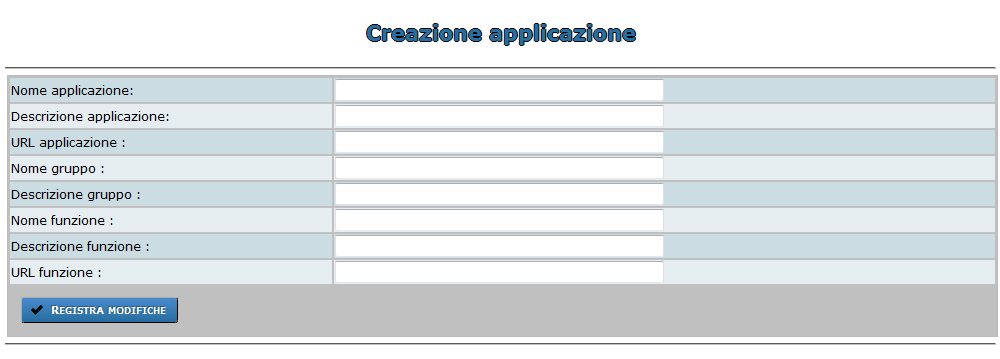 Creazione applicazione
Nome applicazione:
Descrizione applicazione:
URL applicazione :
Nome gruppo :
Descrizione gruppo :
Nome funzione :
Descrizione funzione :
URL funzione :
REGISTRA MODIFICHE